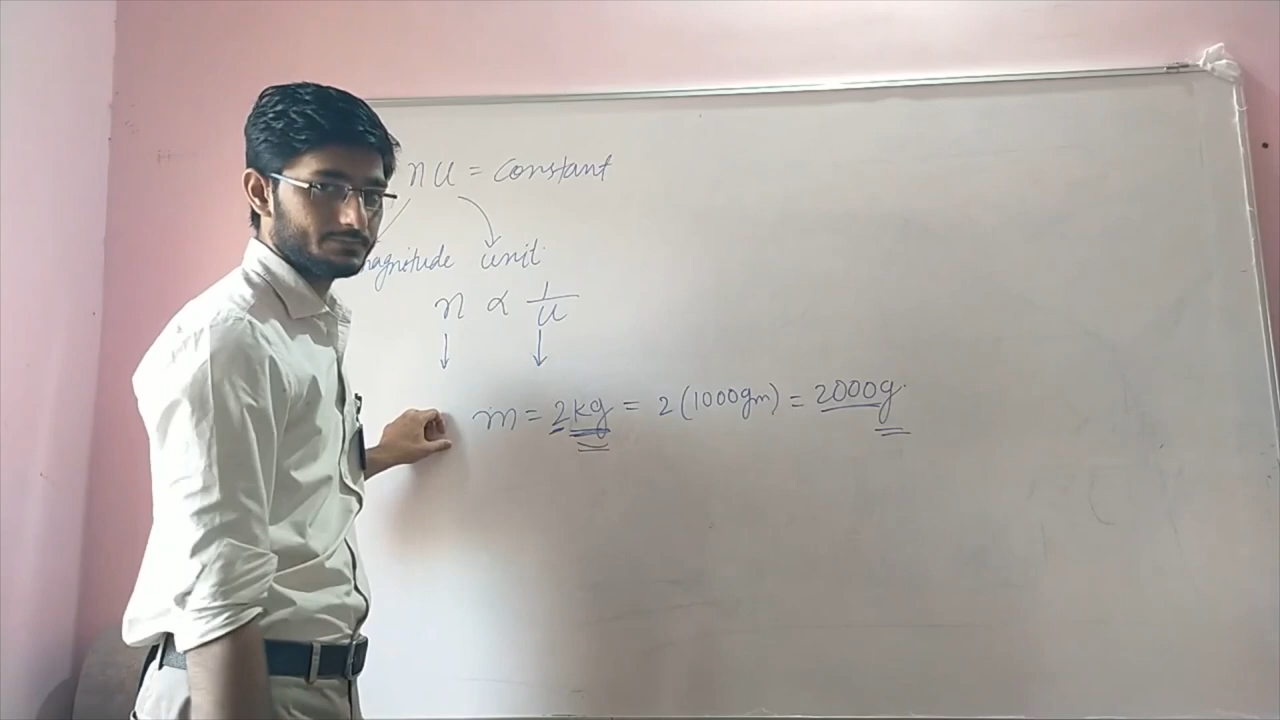 nu = constant
magnitude unit
n ∝ 1/u
m = 2kg = 2(1000gm) = 2000g.